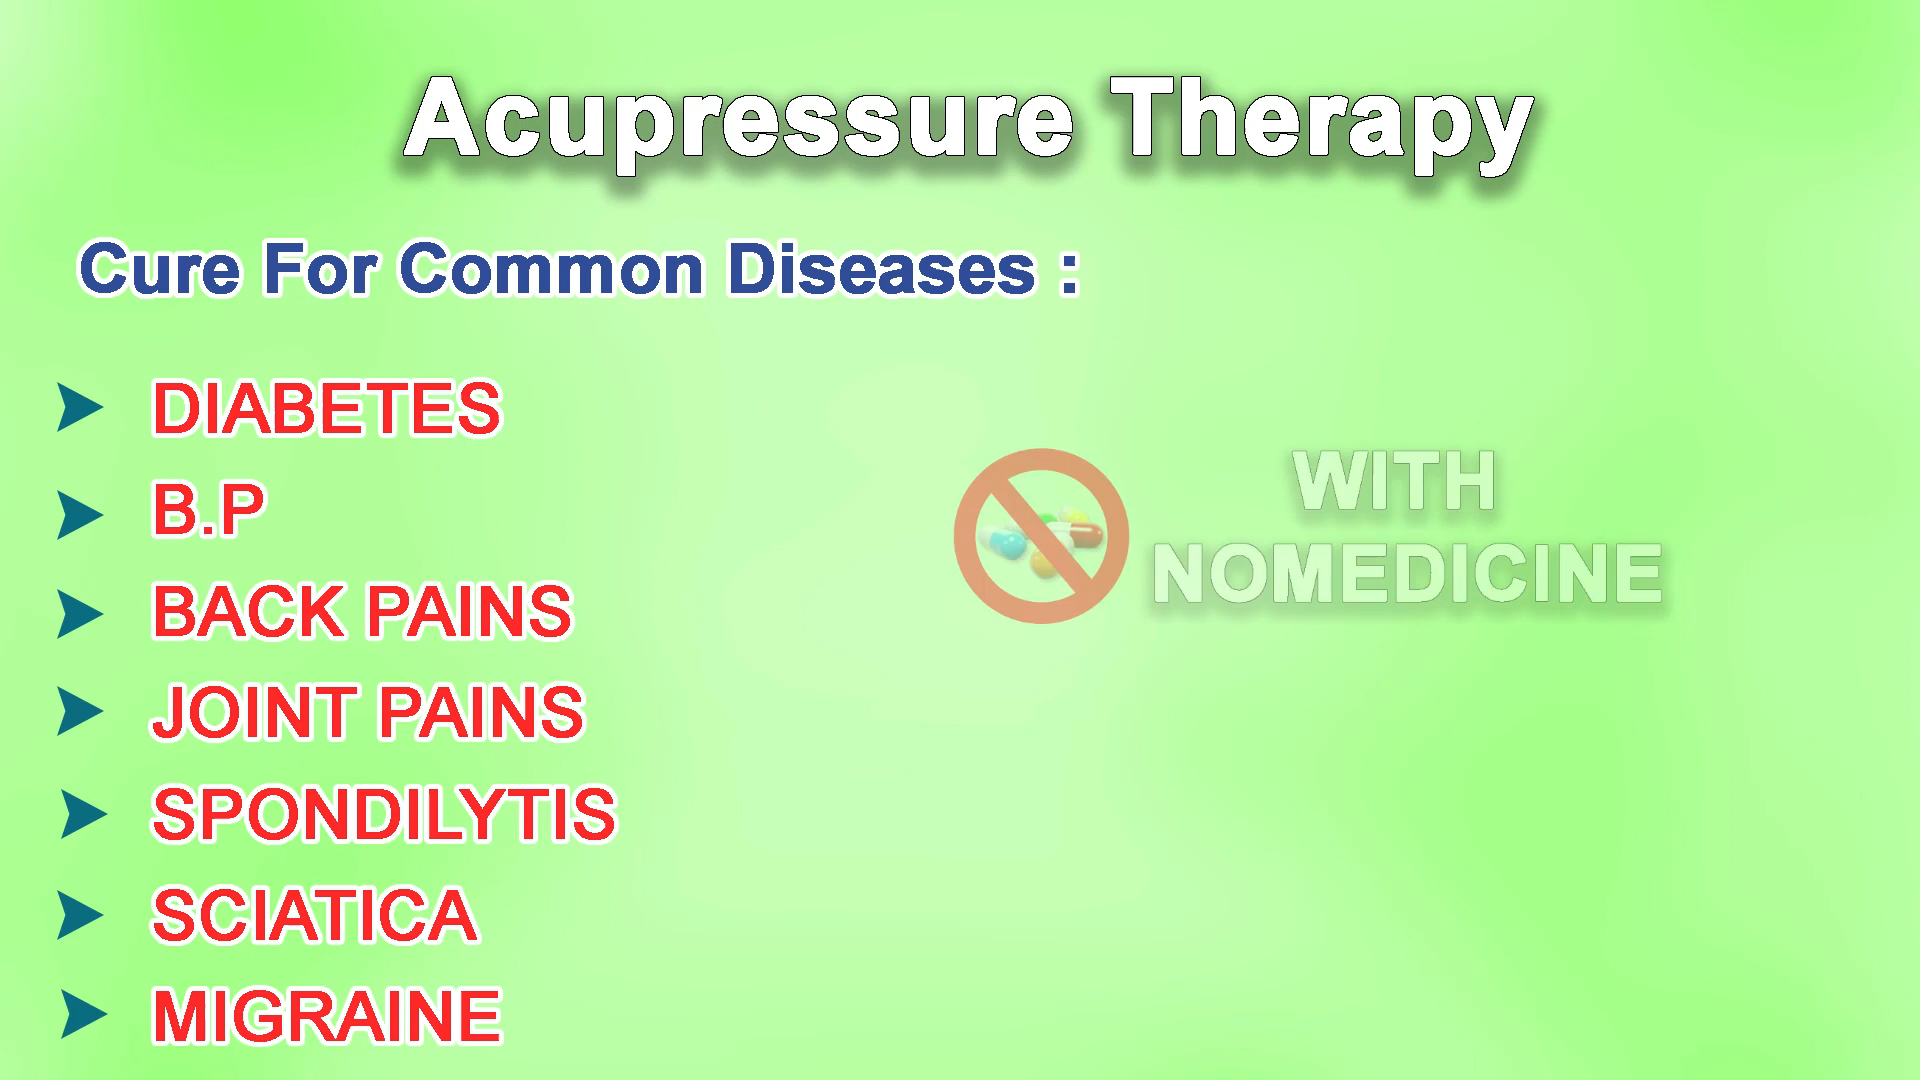 Acupressure Therapy
Cure For Common Diseases :
DIABETES
B.P
BACK PAINS
JOINT PAINS
SPONDILYTIS
SCIATICA
MIGRAINE
WITH
NOMEDICINE